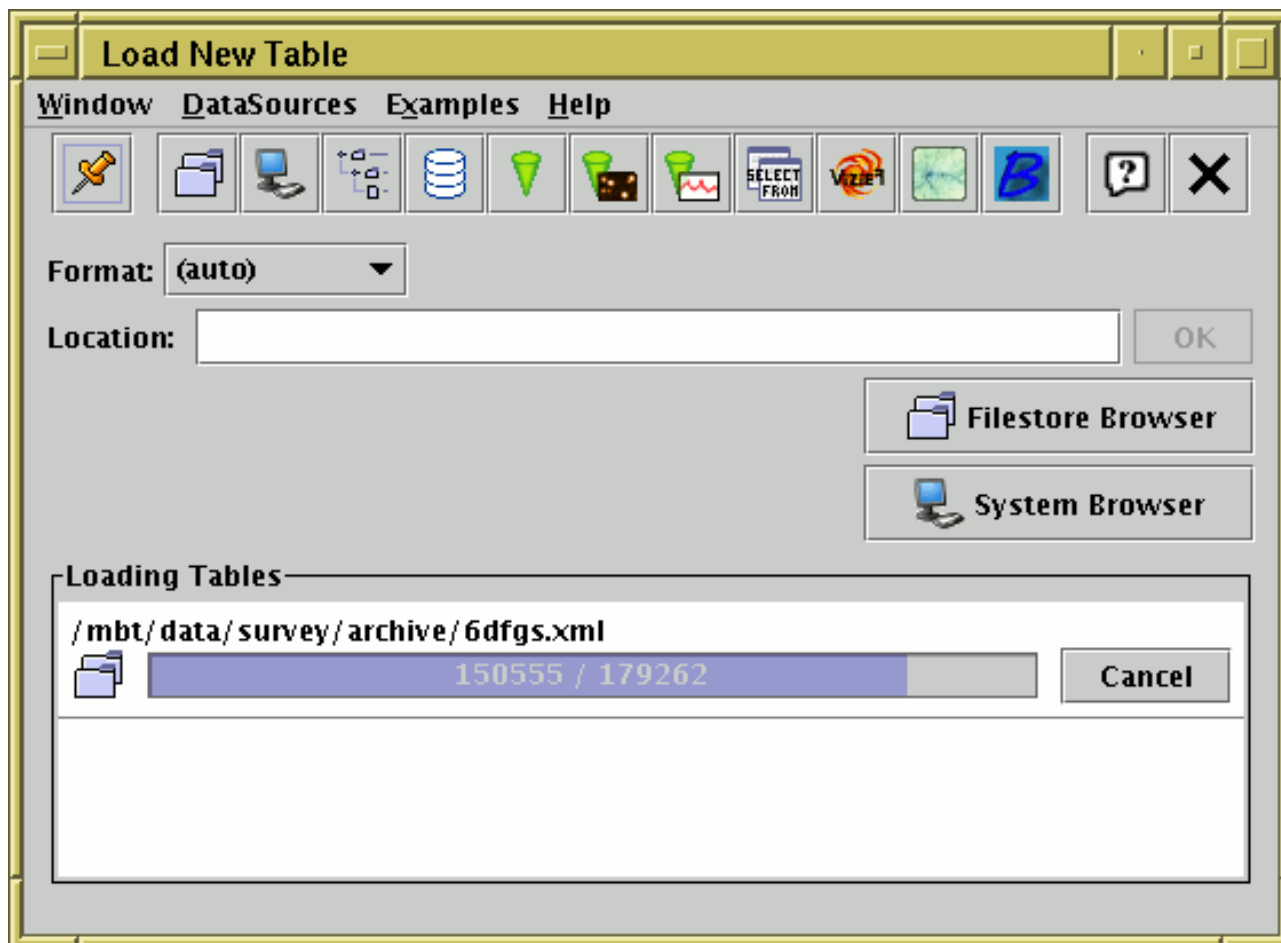 Load New Table
Window DataSources Examples Help
SELECT
FROM
VIZIER
B
?
Format: (auto)
Location:
OK
Filestore Browser
System Browser
Loading Tables
/mbt/data/survey/archive/6dfgs.xml
150555 / 179262
Cancel